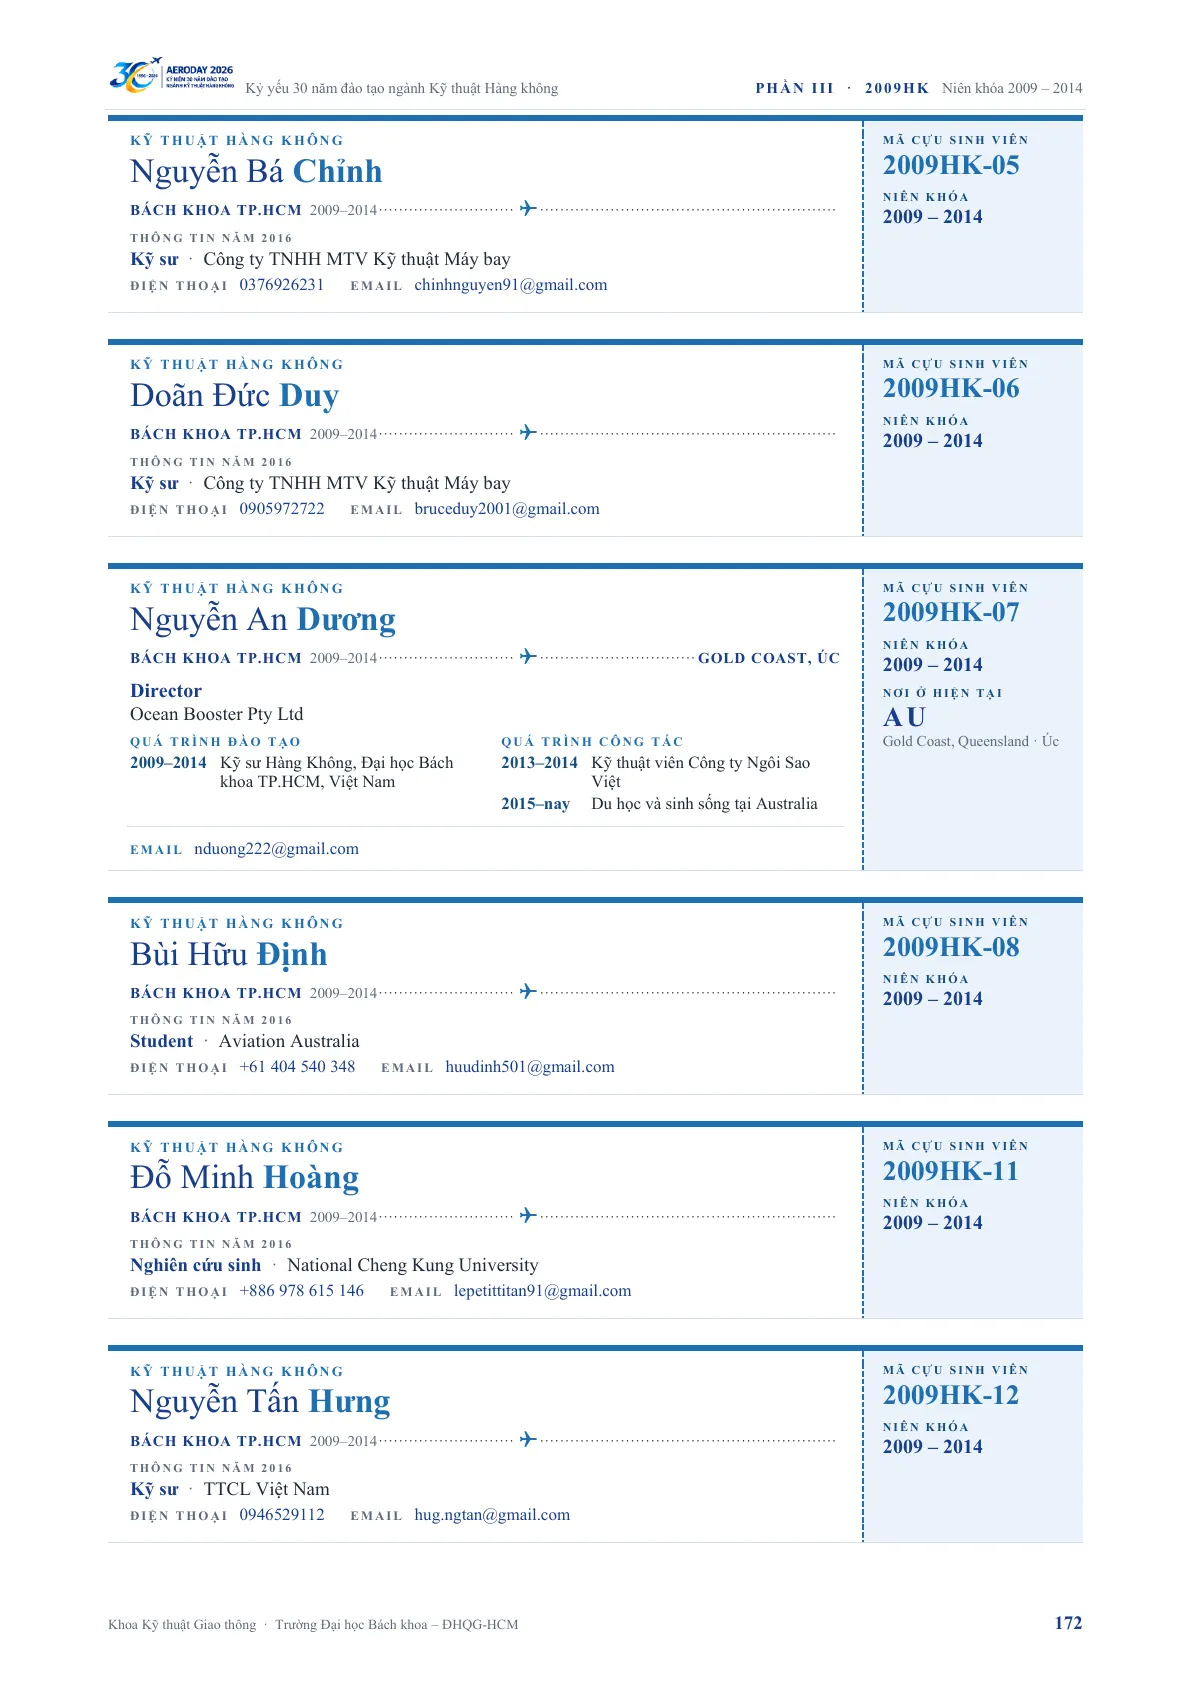 30
1996 - 2026
AERODAY 2026
KỶ NIỆM 30 NĂM ĐÀO TẠO
NGÀNH KỸ THUẬT HÀNG KHÔNG
Kỷ yếu 30 năm đào tạo ngành Kỹ thuật Hàng không
PHẦN III · 2009HK Niên khóa 2009 – 2014
KỸ THUẬT HÀNG KHÔNG
Nguyễn Bá Chỉnh
BÁCH KHOA TP.HCM 2009–2014
THÔNG TIN NĂM 2016
Kỹ sư · Công ty TNHH MTV Kỹ thuật Máy bay
ĐIỆN THOẠI 0376926231 EMAIL chinhnguyen91@gmail.com
MÃ CỰU SINH VIÊN
2009HK-05
NIÊN KHÓA
2009 – 2014
KỸ THUẬT HÀNG KHÔNG
Doãn Đức Duy
BÁCH KHOA TP.HCM 2009–2014
THÔNG TIN NĂM 2016
Kỹ sư · Công ty TNHH MTV Kỹ thuật Máy bay
ĐIỆN THOẠI 0905972722 EMAIL bruceduy2001@gmail.com
MÃ CỰU SINH VIÊN
2009HK-06
NIÊN KHÓA
2009 – 2014
KỸ THUẬT HÀNG KHÔNG
Nguyễn An Dương
BÁCH KHOA TP.HCM 2009–2014 GOLD COAST, ÚC
Director
Ocean Booster Pty Ltd
QUÁ TRÌNH ĐÀO TẠO
2009–2014 Kỹ sư Hàng Không, Đại học Bách
khoa TP.HCM, Việt Nam
QUÁ TRÌNH CÔNG TÁC
2013–2014 Kỹ thuật viên Công ty Ngôi Sao
Việt
2015–nay Du học và sinh sống tại Australia
EMAIL nduong222@gmail.com
MÃ CỰU SINH VIÊN
2009HK-07
NIÊN KHÓA
2009 – 2014
NƠI Ở HIỆN TẠI
AU
Gold Coast, Queensland · Úc
KỸ THUẬT HÀNG KHÔNG
Bùi Hữu Định
BÁCH KHOA TP.HCM 2009–2014
THÔNG TIN NĂM 2016
Student · Aviation Australia
ĐIỆN THOẠI +61 404 540 348 EMAIL huudinh501@gmail.com
MÃ CỰU SINH VIÊN
2009HK-08
NIÊN KHÓA
2009 – 2014
KỸ THUẬT HÀNG KHÔNG
Đỗ Minh Hoàng
BÁCH KHOA TP.HCM 2009–2014
THÔNG TIN NĂM 2016
Nghiên cứu sinh · National Cheng Kung University
ĐIỆN THOẠI +886 978 615 146 EMAIL lepetittitan91@gmail.com
MÃ CỰU SINH VIÊN
2009HK-11
NIÊN KHÓA
2009 – 2014
KỸ THUẬT HÀNG KHÔNG
Nguyễn Tấn Hưng
BÁCH KHOA TP.HCM 2009–2014
THÔNG TIN NĂM 2016
Kỹ sư · TTCL Việt Nam
ĐIỆN THOẠI 0946529112 EMAIL hug.ngtan@gmail.com
MÃ CỰU SINH VIÊN
2009HK-12
NIÊN KHÓA
2009 – 2014
Khoa Kỹ thuật Giao thông · Trường Đại học Bách khoa – ĐHQG-HCM
172